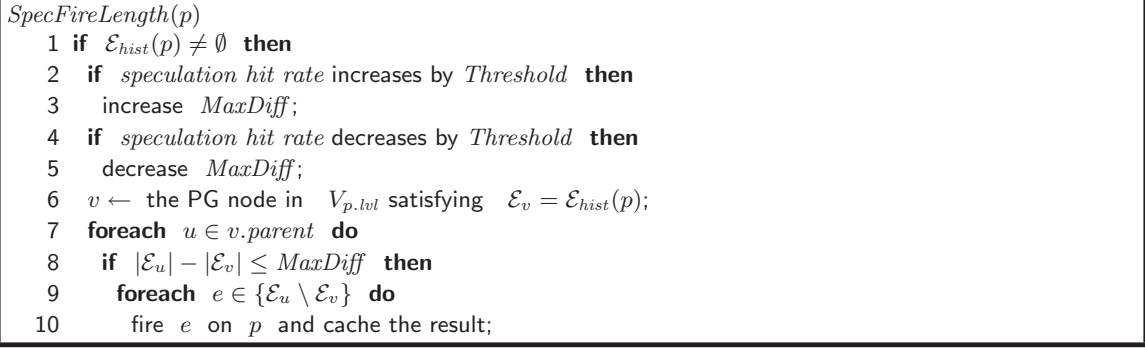 SpecFireLength(p)
1 if ℰ_hist(p) ≠ ∅ then
2 if speculation hit rate increases by Threshold then
3 increase MaxDiff;
4 if speculation hit rate decreases by Threshold then
5 decrease MaxDiff;
6 v ← the PG node in V_p.lvl satisfying ℰ_v = ℰ_hist(p);
7 foreach u ∈ v.parent do
8 if |ℰ_u| − |ℰ_v| ≤ MaxDiff then
9 foreach e ∈ {ℰ_u \ ℰ_v} do
10 fire e on p and cache the result;